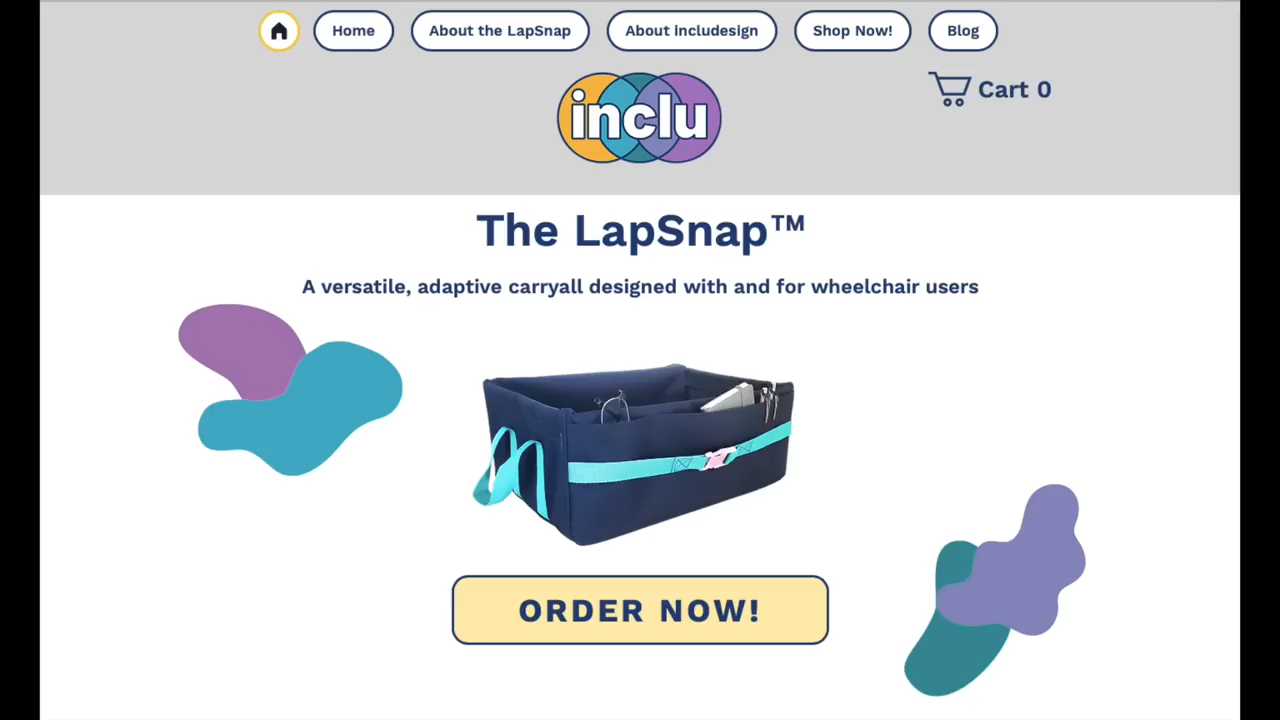 Home
About the LapSnap
About includesign
Shop Now!
Blog
inclu
Cart 0
The LapSnap™
A versatile, adaptive carryall designed with and for wheelchair users
ORDER NOW!